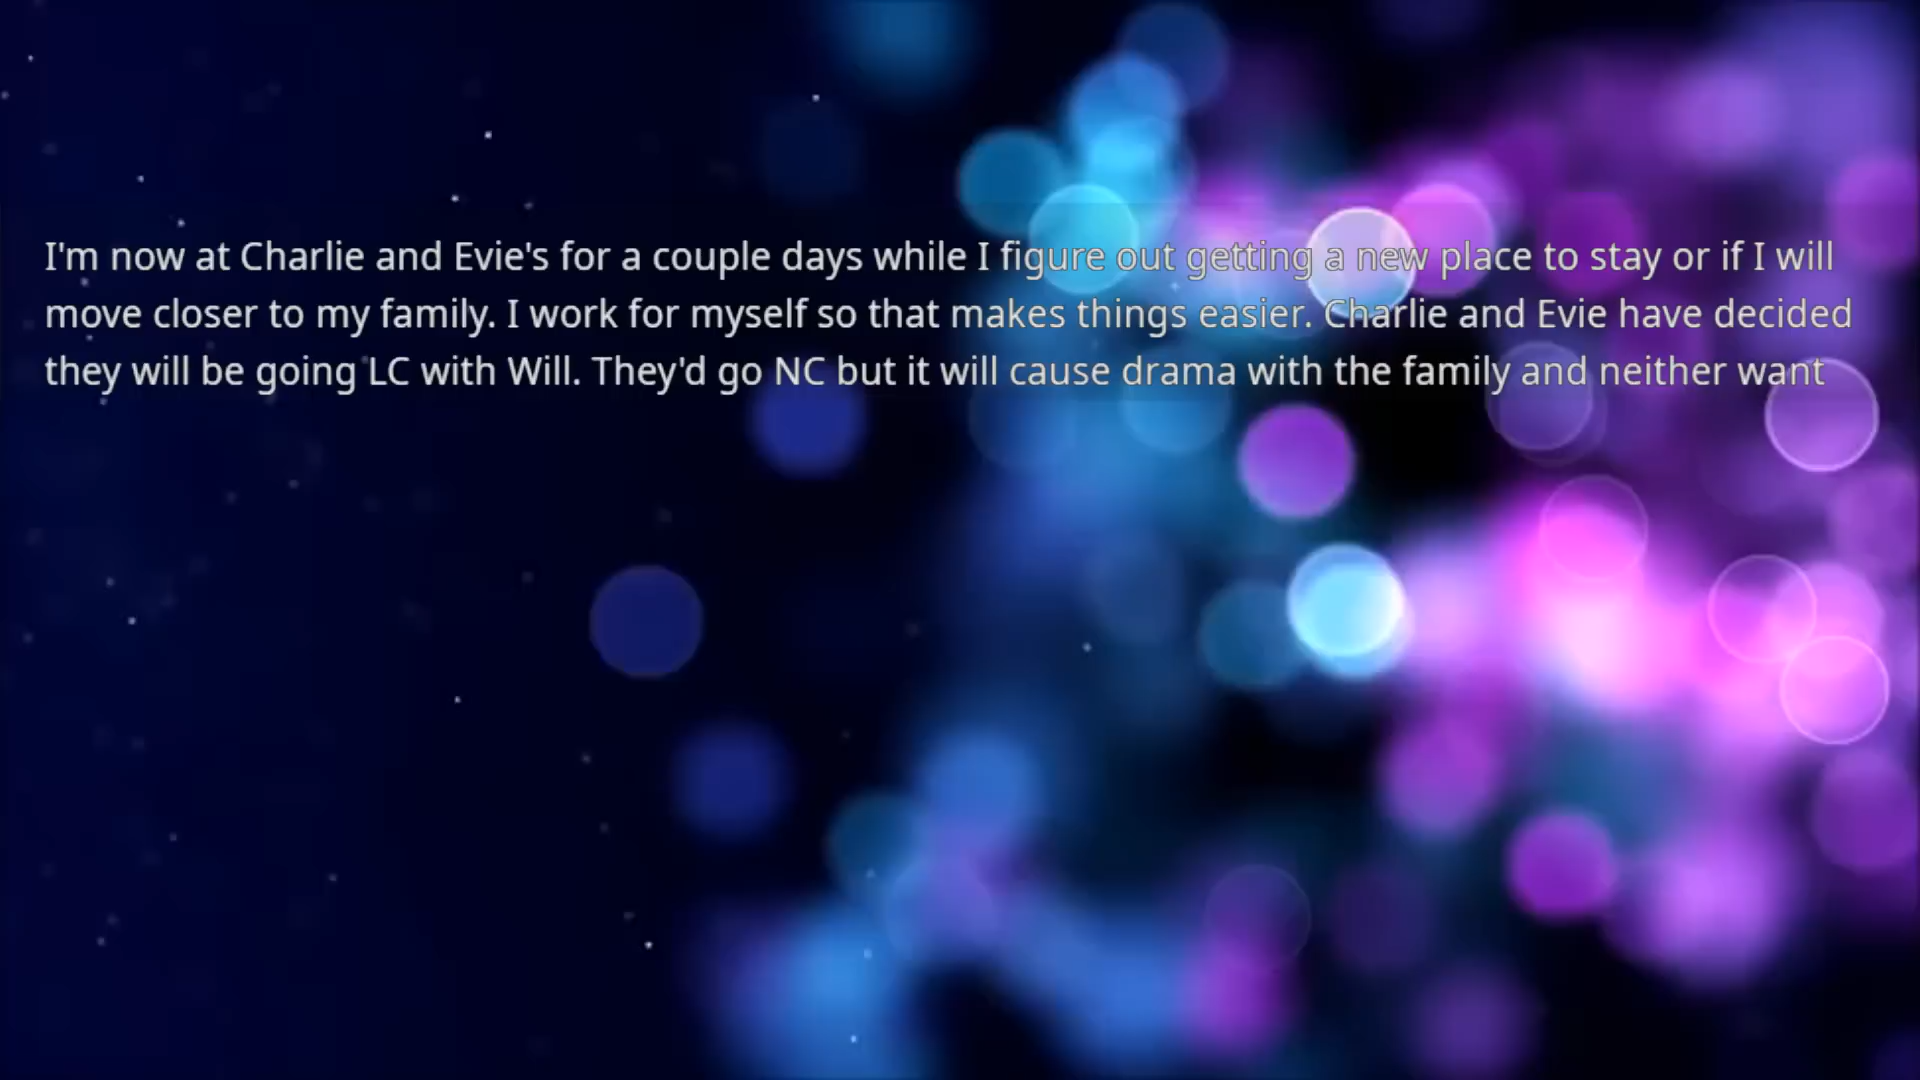 I'm now at Charlie and Evie's for a couple days while I figure out getting a new place to stay or if I will
move closer to my family. I work for myself so that makes things easier. Charlie and Evie have decided
they will be going LC with Will. They'd go NC but it will cause drama with the family and neither want